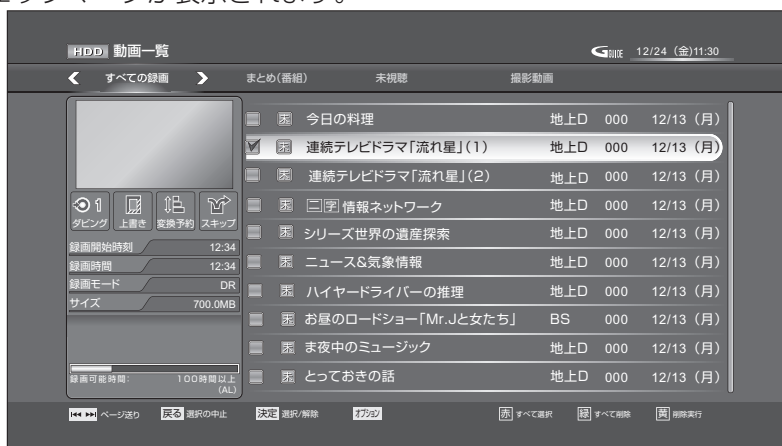 HDD 動画一覧
GGUIDE 12/24 (金)11:30
すべての録画 まとめ(番組) 未視聴 撮影動画
未 今日の料理 地上D 000 12/13 (月)
未 連続テレビドラマ「流れ星」(1) 地上D 000 12/13 (月)
未 連続テレビドラマ「流れ星」(2) 地上D 000 12/13 (月)
未 二 字 情報ネットワーク 地上D 000 12/13 (月)
未 シリーズ世界の遺産探索 地上D 000 12/13 (月)
未 ニュース&気象情報 地上D 000 12/13 (月)
未 ハイヤードライバーの推理 地上D 000 12/13 (月)
未 お昼のロードショー「Mr.Jと女たち」 BS 000 12/13 (月)
未 ま夜中のミュージック 地上D 000 12/13 (月)
未 とっておきの話 地上D 000 12/13 (月)
1
ダビング 上書き 変換予約 スキップ
録画開始時刻 12:34
録画時間 12:34
録画モード DR
サイズ 700.0MB
録画可能時間: 100時間以上
(AL)
ページ送り 戻る 選択の中止 決定 選択/解除 オプション 赤 すべて選択 緑 すべて削除 黄 削除実行